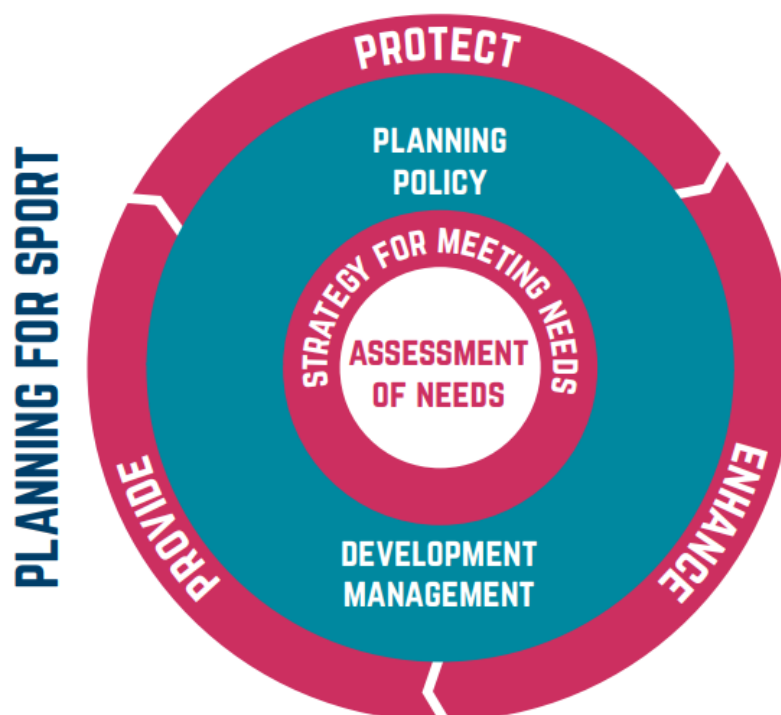 PLANNING FOR SPORT
PROTECT
PLANNING
POLICY
STRATEGY FOR MEETING NEEDS
ASSESSMENT
OF NEEDS
DEVELOPMENT
MANAGEMENT
PROVIDE
ENHANCE